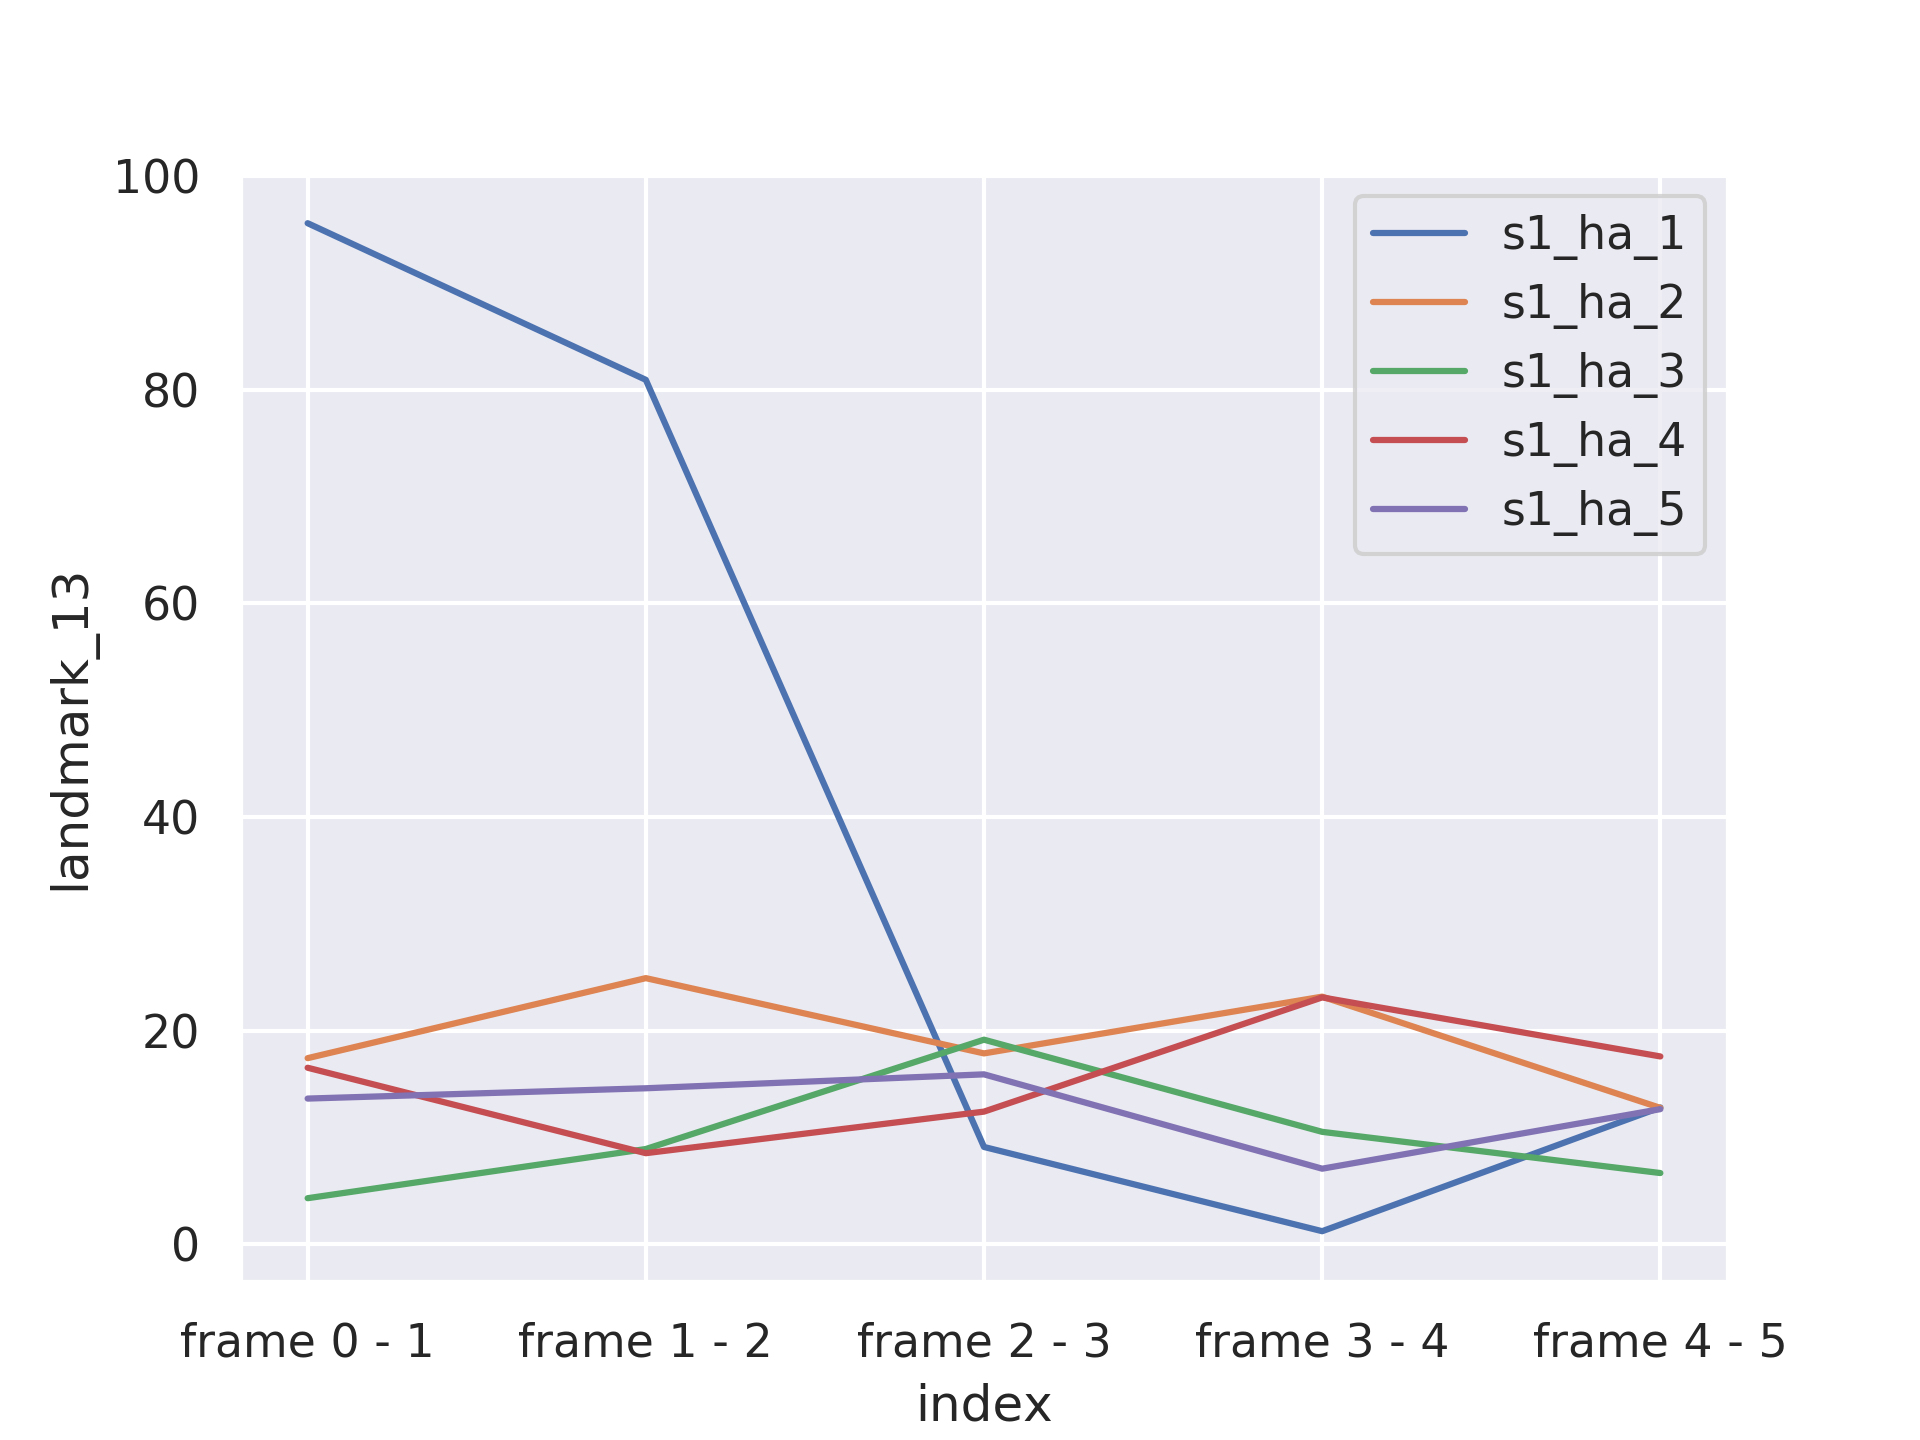 100
80
60
40
20
0
landmark_13
s1_ha_1
s1_ha_2
s1_ha_3
s1_ha_4
s1_ha_5
frame 0 - 1 frame 1 - 2 frame 2 - 3 frame 3 - 4 frame 4 - 5
index